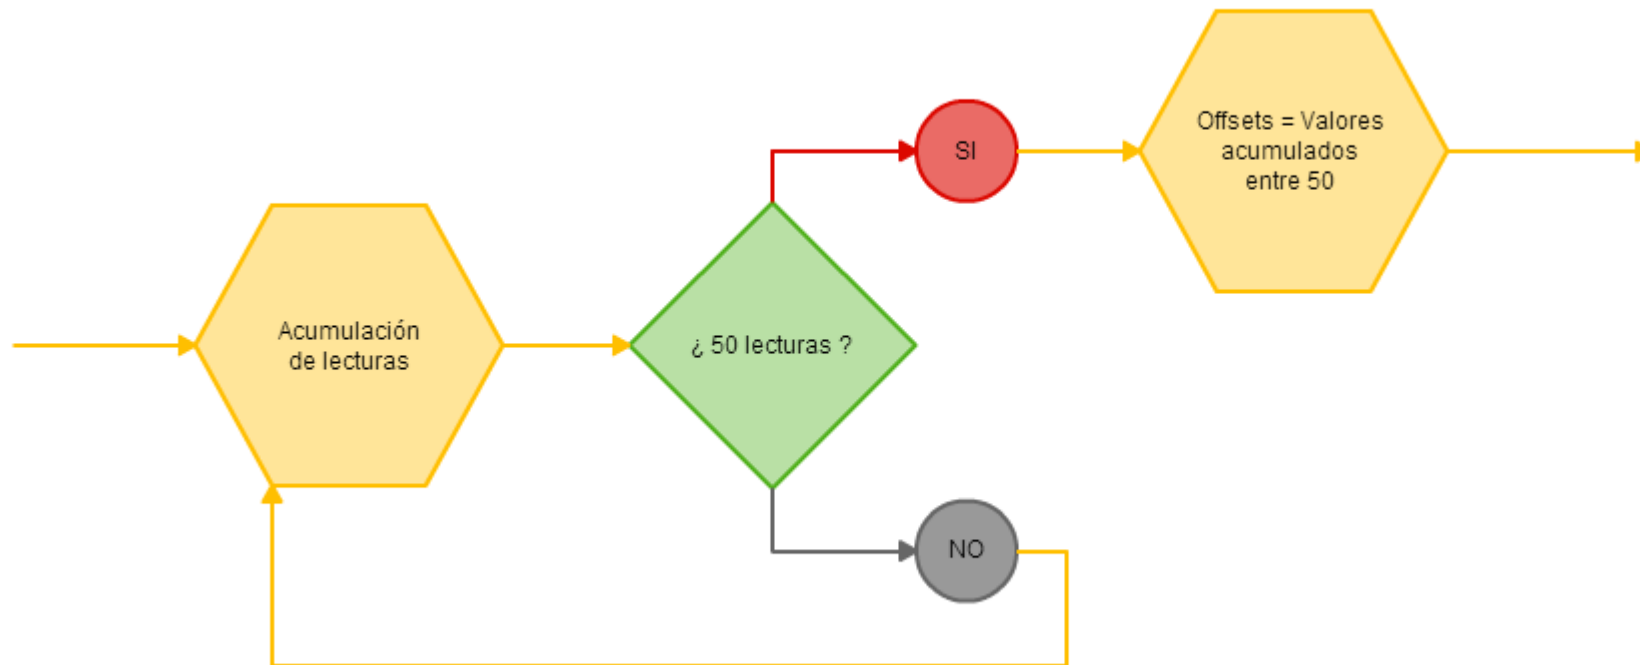 Acumulación
de lecturas
¿ 50 lecturas ?
SI
Offsets = Valores
acumulados
entre 50
NO